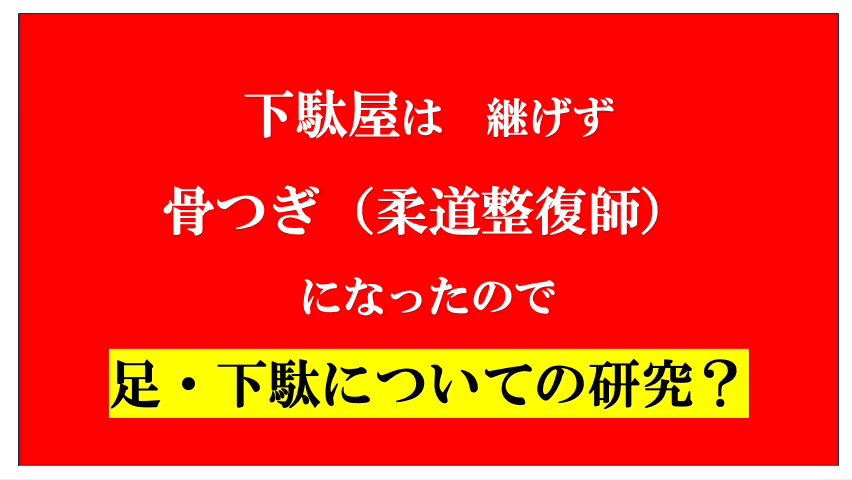 下駄屋は　継げず
骨つぎ（柔道整復師）
になったので
足・下駄についての研究？